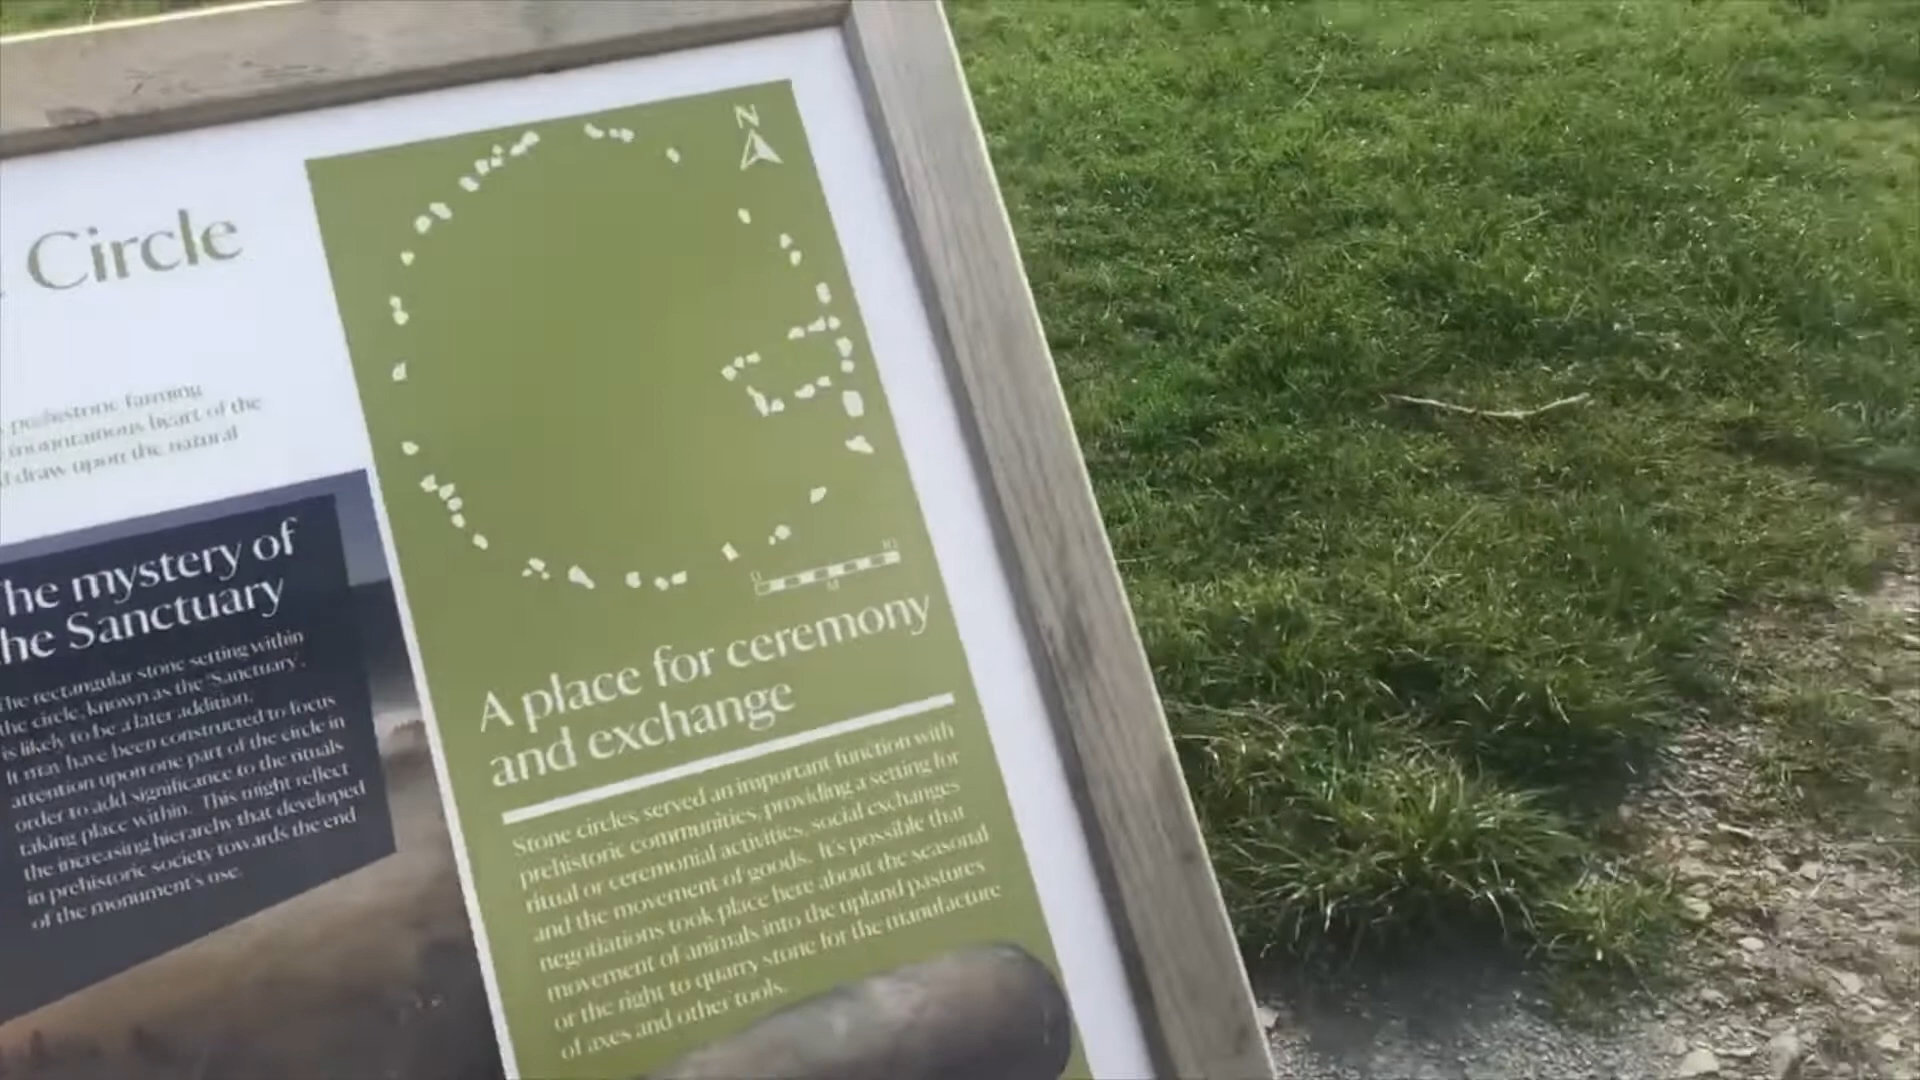 Circle
prehistoric farming
mountainous heart of the
draw upon the natural
The mystery of
the Sanctuary
The rectangular stone setting within
the circle, known as the 'Sanctuary',
is likely to be a later addition.
It may have been constructed to focus
attention upon one part of the circle in
order to add significance to the rituals
taking place within. This might reflect
the increasing hierarchy that developed
in prehistoric society towards the end
of the monument's use.
N
0
10
M
A place for ceremony
and exchange
Stone circles served an important function with
prehistoric communities, providing a setting for
ritual or ceremonial activities, social exchanges
and the movement of goods. It's possible that
negotiations took place here about the seasonal
movement of animals into the upland pastures
or the right to quarry stone for the manufacture
of axes and other tools.